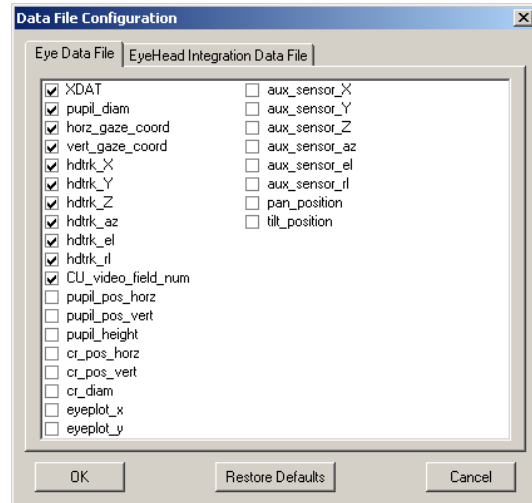 Data File Configuration
Eye Data File
EyeHead Integration Data File
XDAT
pupil_diam
horz_gaze_coord
vert_gaze_coord
hdtrk_X
hdtrk_Y
hdtrk_Z
hdtrk_az
hdtrk_el
hdtrk_rl
CU_video_field_num
pupil_pos_horz
pupil_pos_vert
pupil_height
cr_pos_horz
cr_pos_vert
cr_diam
eyeplot_x
eyeplot_y
aux_sensor_X
aux_sensor_Y
aux_sensor_Z
aux_sensor_az
aux_sensor_el
aux_sensor_rl
pan_position
tilt_position
OK
Restore Defaults
Cancel